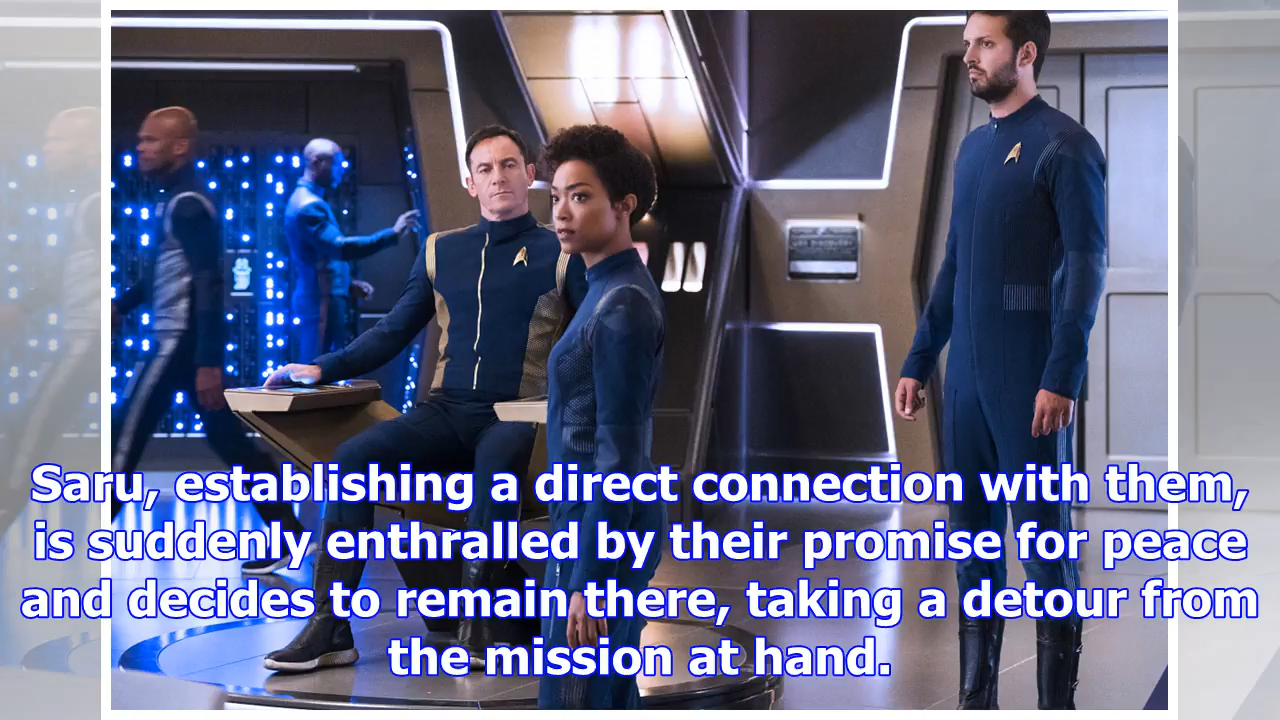 Saru, establishing a direct connection with them,
is suddenly enthralled by their promise for peace
and decides to remain there, taking a detour from
the mission at hand.